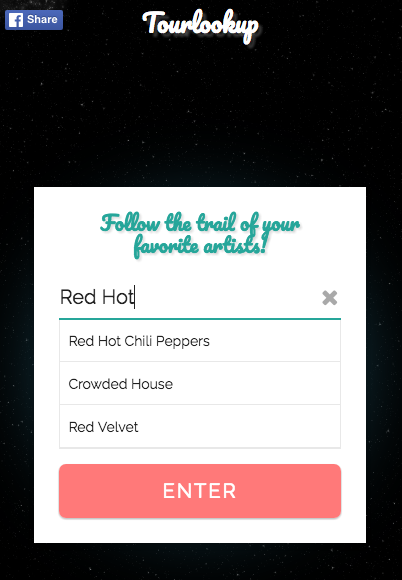 Share
Tourlookup
Follow the trail of your
favorite artists!
Red Hot
Red Hot Chili Peppers
Crowded House
Red Velvet
ENTER